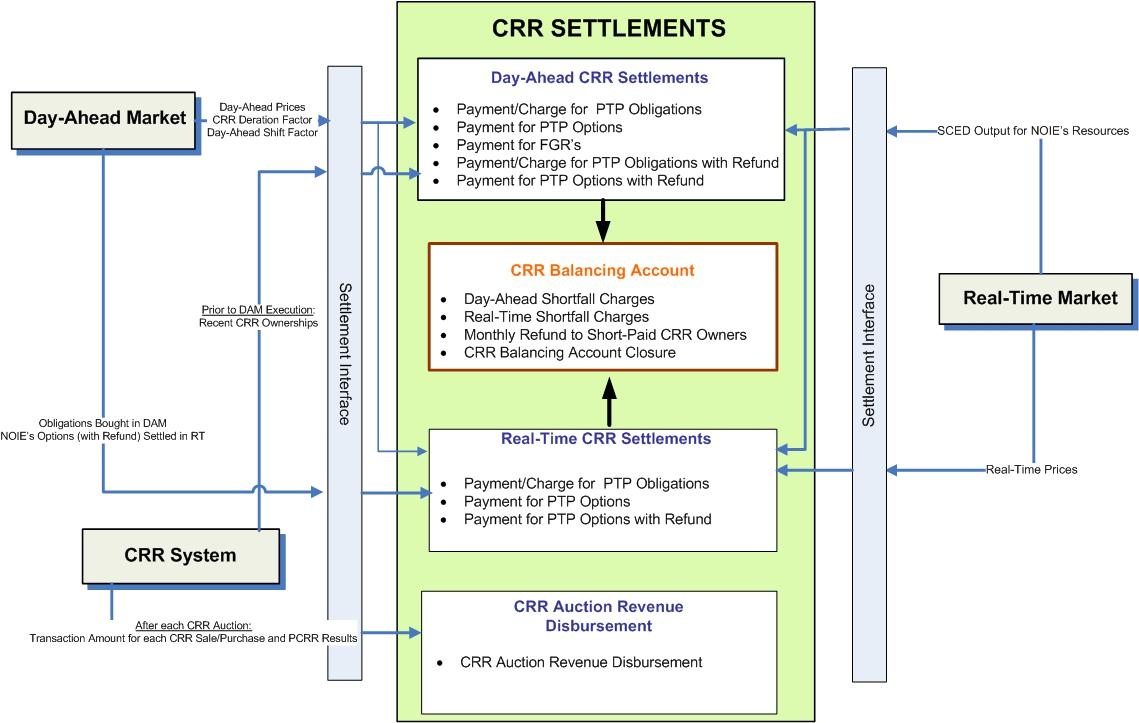 CRR SETTLEMENTS
Day-Ahead CRR Settlements
• Payment/Charge for PTP Obligations
• Payment for PTP Options
• Payment for FGR's
• Payment/Charge for PTP Obligations with Refund
• Payment for PTP Options with Refund
Day-Ahead Market
Day-Ahead Prices
CRR Deration Factor
Day-Ahead Shift Factor
SCED Output for NOIE's Resources
CRR Balancing Account
• Day-Ahead Shortfall Charges
• Real-Time Shortfall Charges
• Monthly Refund to Short-Paid CRR Owners
• CRR Balancing Account Closure
Prior to DAM Execution:
Recent CRR Ownerships
Settlement Interface
Settlement Interface
Real-Time Market
Obligations Bought in DAM
NOIE's Options (with Refund) Settled in RT
Real-Time CRR Settlements
• Payment/Charge for PTP Obligations
• Payment for PTP Options
• Payment for PTP Options with Refund
Real-Time Prices
CRR System
After each CRR Auction:
Transaction Amount for each CRR Sale/Purchase and PCRR Results
CRR Auction Revenue
Disbursement
• CRR Auction Revenue Disbursement